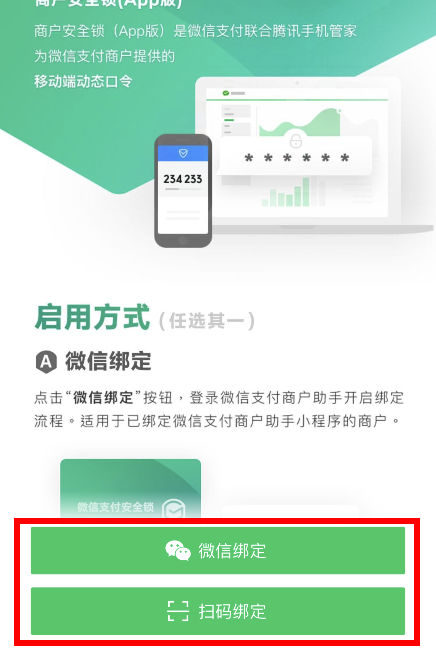 商户安全锁(App版)
商户安全锁（App版）是微信支付联合腾讯手机管家
为微信支付商户提供的
移动端动态口令
234 233
******
启用方式 (任选其一)
A 微信绑定
点击“微信绑定”按钮，登录微信支付商户助手开启绑定
流程。适用于已绑定微信支付商户助手小程序的商户。
微信支付安全锁
微信绑定
扫码绑定